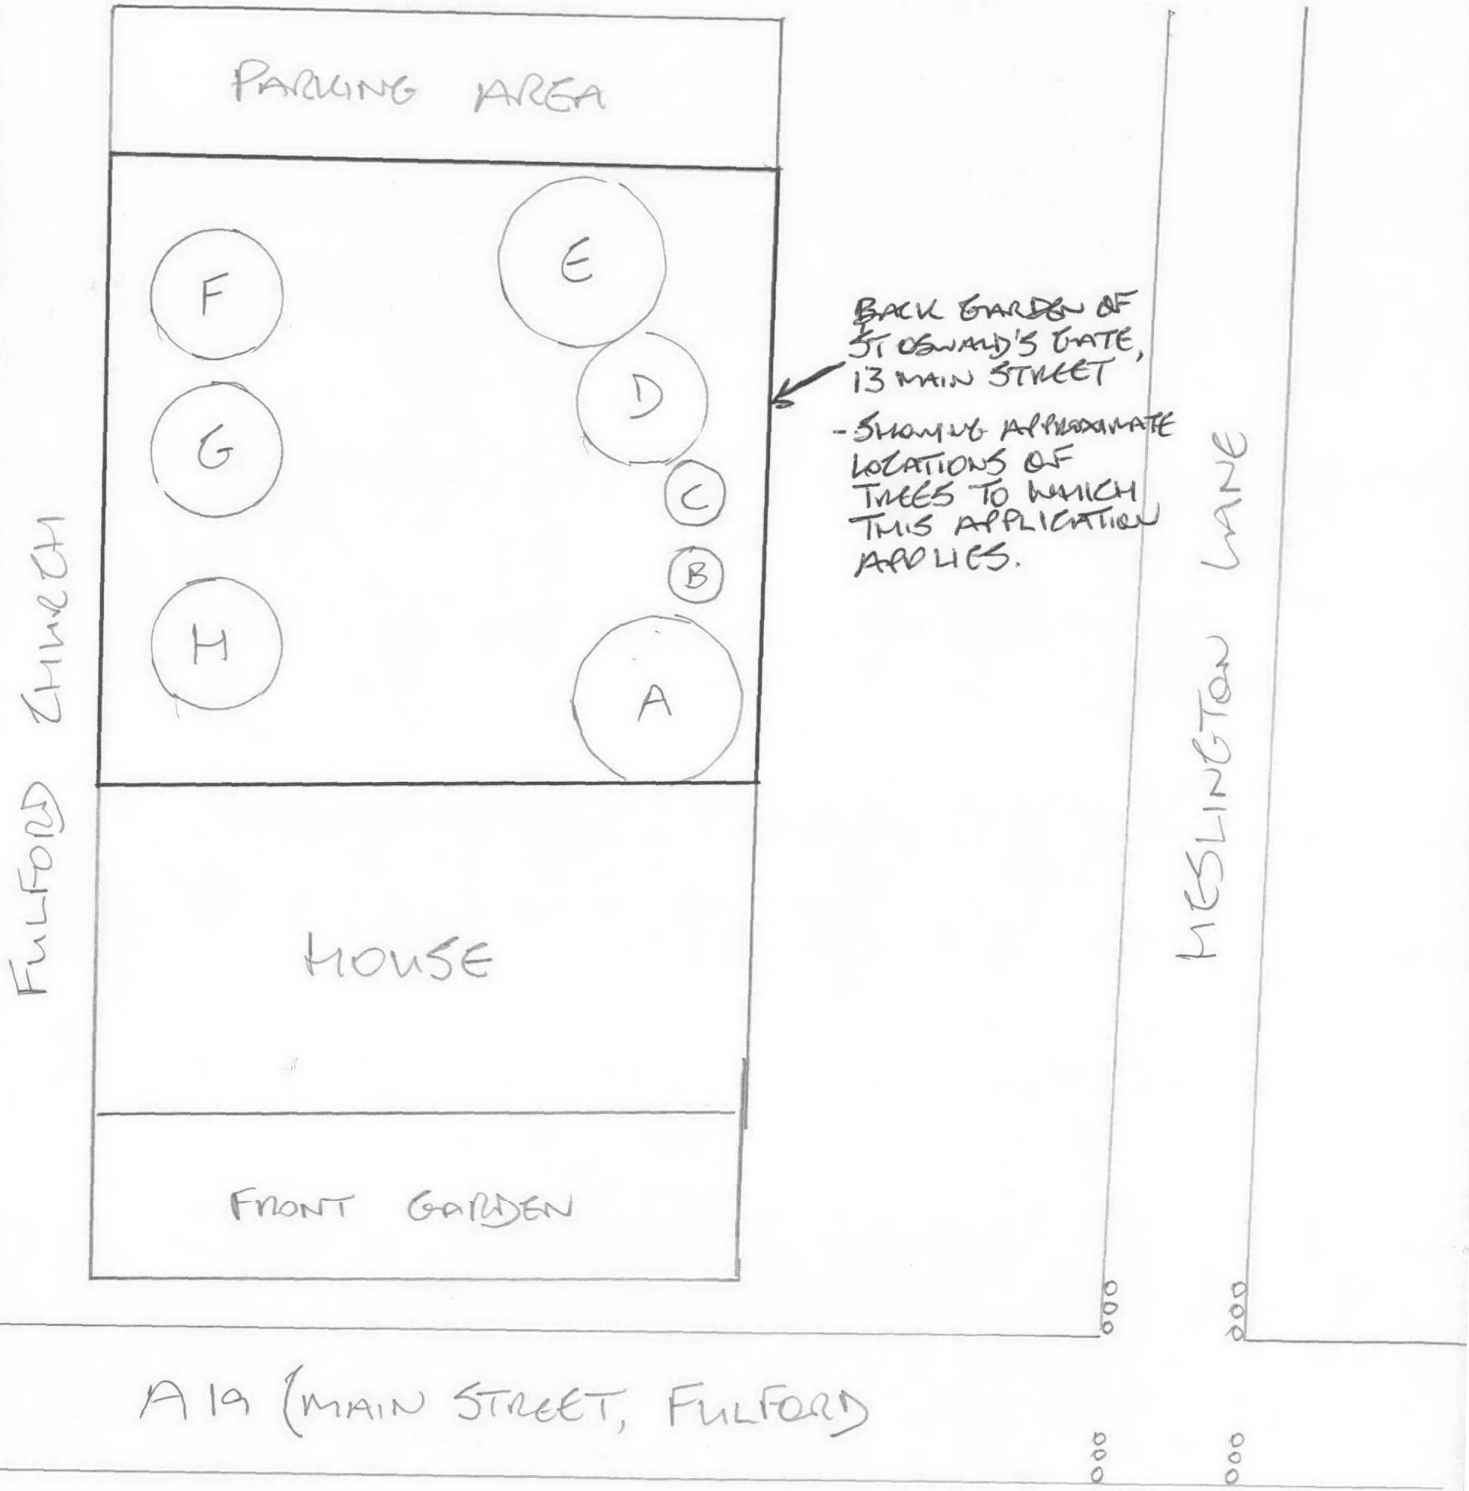 PARKING AREA
E
F
BACK GARDEN OF
ST OSWALD'S GATE,
13 MAIN STREET
D
- SHOWING APPROXIMATE
LOCATIONS OF
TREES TO WHICH
THIS APPLICATION
APPLIES.
G
C
B
H
A
FULFORD CHURCH
HESLINGTON LANE
HOUSE
FRONT GARDEN
A19 (MAIN STREET, FULFORD